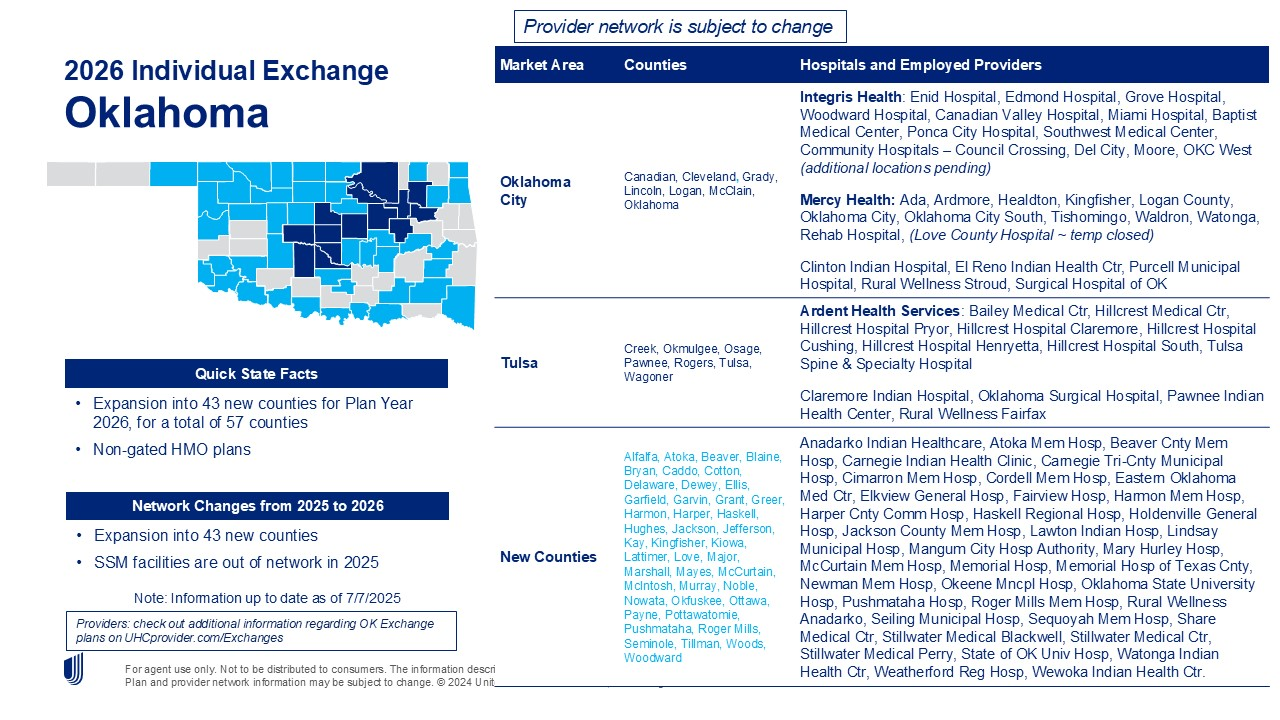 Provider network is subject to change
2026 Individual Exchange
Oklahoma
Quick State Facts
• Expansion into 43 new counties for Plan Year
2026, for a total of 57 counties
• Non-gated HMO plans
Network Changes from 2025 to 2026
• Expansion into 43 new counties
• SSM facilities are out of network in 2025
Note: Information up to date as of 7/7/2025
Providers: check out additional information regarding OK Exchange
plans on UHCprovider.com/Exchanges
For agent use only. Not to be distributed to consumers. The information descri
Plan and provider network information may be subject to change. © 2024 Unit
Market Area
Counties
Hospitals and Employed Providers
Oklahoma
City
Canadian, Cleveland, Grady,
Lincoln, Logan, McClain,
Oklahoma
Integris Health: Enid Hospital, Edmond Hospital, Grove Hospital,
Woodward Hospital, Canadian Valley Hospital, Miami Hospital, Baptist
Medical Center, Ponca City Hospital, Southwest Medical Center,
Community Hospitals – Council Crossing, Del City, Moore, OKC West
(additional locations pending)
Mercy Health: Ada, Ardmore, Healdton, Kingfisher, Logan County,
Oklahoma City, Oklahoma City South, Tishomingo, Waldron, Watonga,
Rehab Hospital, (Love County Hospital ~ temp closed)
Clinton Indian Hospital, El Reno Indian Health Ctr, Purcell Municipal
Hospital, Rural Wellness Stroud, Surgical Hospital of OK
Tulsa
Creek, Okmulgee, Osage,
Pawnee, Rogers, Tulsa,
Wagoner
Ardent Health Services: Bailey Medical Ctr, Hillcrest Medical Ctr,
Hillcrest Hospital Pryor, Hillcrest Hospital Claremore, Hillcrest Hospital
Cushing, Hillcrest Hospital Henryetta, Hillcrest Hospital South, Tulsa
Spine & Specialty Hospital
Claremore Indian Hospital, Oklahoma Surgical Hospital, Pawnee Indian
Health Center, Rural Wellness Fairfax
New Counties
Alfalfa, Atoka, Beaver, Blaine,
Bryan, Caddo, Cotton,
Delaware, Dewey, Ellis,
Garfield, Garvin, Grant, Greer,
Harmon, Harper, Haskell,
Hughes, Jackson, Jefferson,
Kay, Kingfisher, Kiowa,
Lattimer, Love, Major,
Marshall, Mayes, McCurtain,
McIntosh, Murray, Noble,
Nowata, Okfuskee, Ottawa,
Payne, Pottawatomie,
Pushmataha, Roger Mills,
Seminole, Tillman, Woods,
Woodward
Anadarko Indian Healthcare, Atoka Mem Hosp, Beaver Cnty Mem
Hosp, Carnegie Indian Health Clinic, Carnegie Tri-Cnty Municipal
Hosp, Cimarron Mem Hosp, Cordell Mem Hosp, Eastern Oklahoma
Med Ctr, Elkview General Hosp, Fairview Hosp, Harmon Mem Hosp,
Harper Cnty Comm Hosp, Haskell Regional Hosp, Holdenville General
Hosp, Jackson County Mem Hosp, Lawton Indian Hosp, Lindsay
Municipal Hosp, Mangum City Hosp Authority, Mary Hurley Hosp,
McCurtain Mem Hosp, Memorial Hosp, Memorial Hosp of Texas Cnty,
Newman Mem Hosp, Okeene Mncpl Hosp, Oklahoma State University
Hosp, Pushmataha Hosp, Roger Mills Mem Hosp, Rural Wellness
Anadarko, Seiling Municipal Hosp, Sequoyah Mem Hosp, Share
Medical Ctr, Stillwater Medical Blackwell, Stillwater Medical Ctr,
Stillwater Medical Perry, State of OK Univ Hosp, Watonga Indian
Health Ctr, Weatherford Reg Hosp, Wewoka Indian Health Ctr.